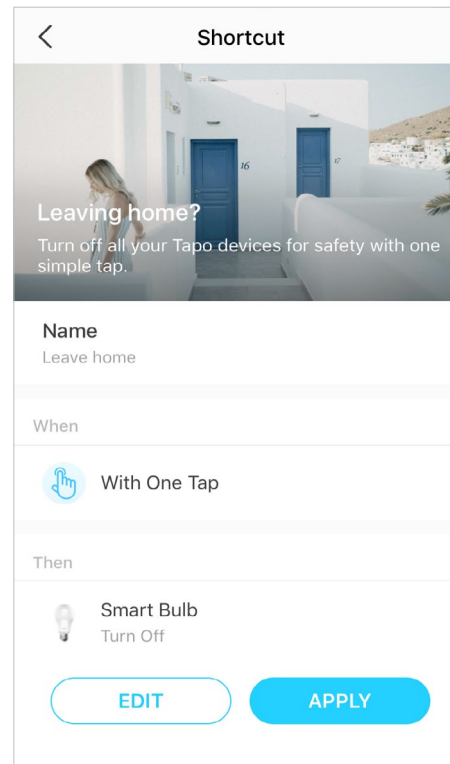 Shortcut
16
17
Leaving home?
Turn off all your Tapo devices for safety with one
simple tap.
Name
Leave home
When
With One Tap
Then
Smart Bulb
Turn Off
EDIT
APPLY